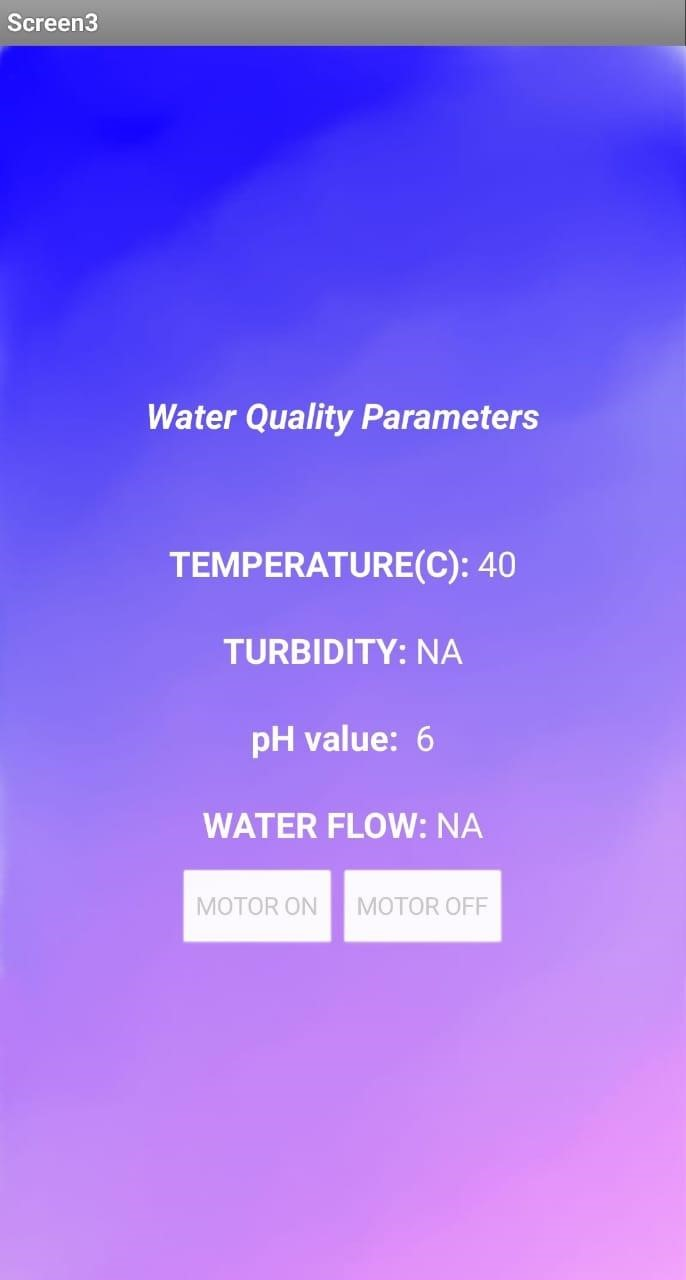 Screen3
Water Quality Parameters
TEMPERATURE(C): 40
TURBIDITY: NA
pH value: 6
WATER FLOW: NA
MOTOR ON MOTOR OFF